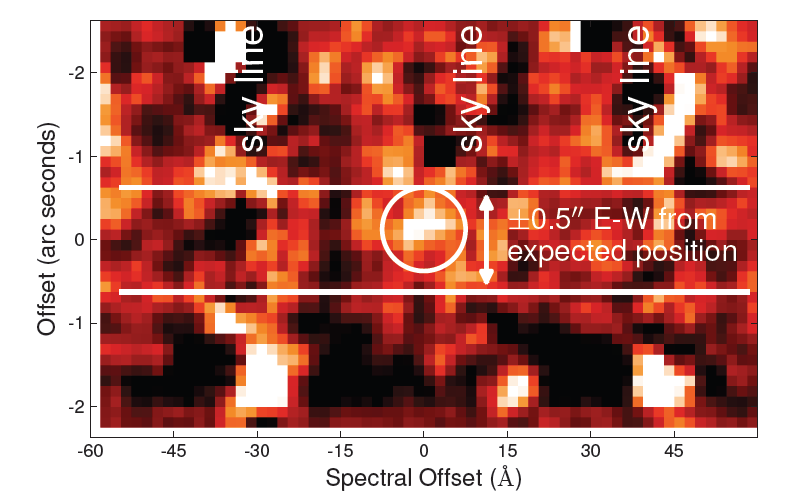 sky line
sky line
sky line
±0.5″ E-W from
expected position
-2
-1
0
-1
-2
-60
-45
-30
-15
0
15
30
45
Offset (arc seconds)
Spectral Offset (Å)